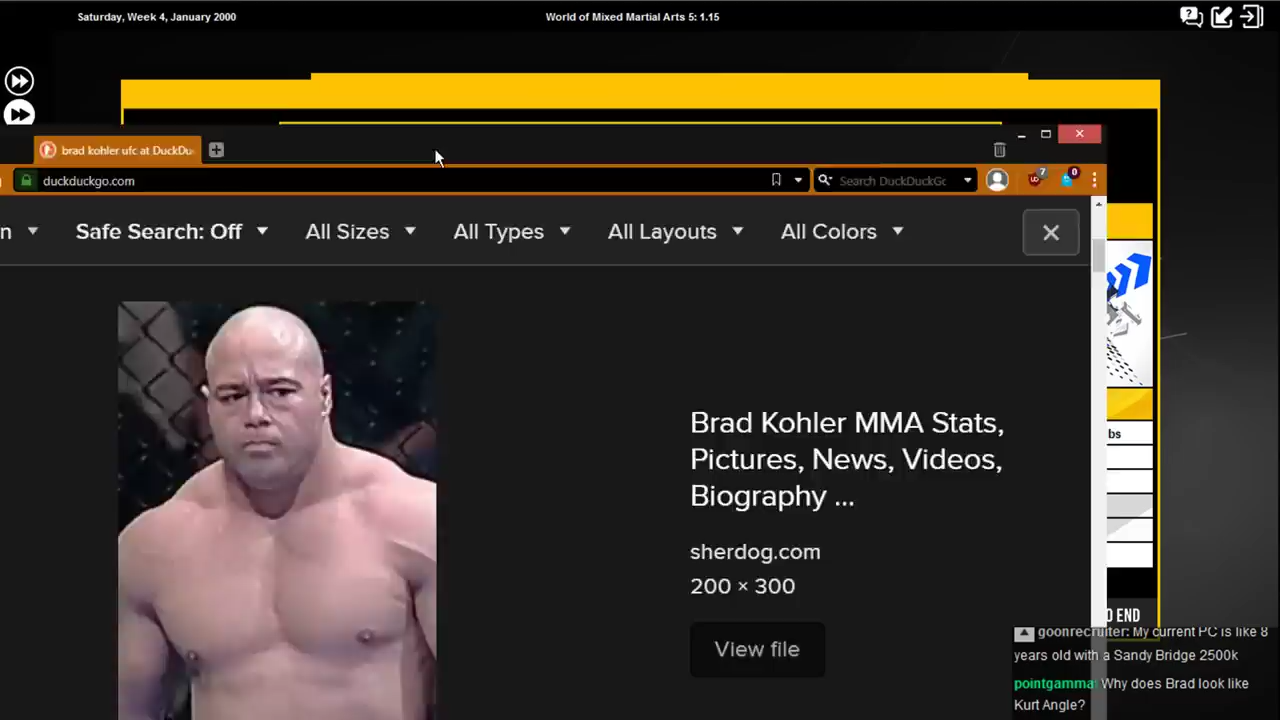 Saturday, Week 4, January 2000
World of Mixed Martial Arts 5: 1.15
brad kohler ufc at DuckDu
duckduckgo.com
Search DuckDuckGo
7
0
n
Safe Search: Off
All Sizes
All Types
All Layouts
All Colors
Brad Kohler MMA Stats,
Pictures, News, Videos,
Biography ...
sherdog.com
200 × 300
View file
bs
O END
goonrecruiter: My current PC is like 8
years old with a Sandy Bridge 2500k
pointgamma: Why does Brad look like
Kurt Angle?